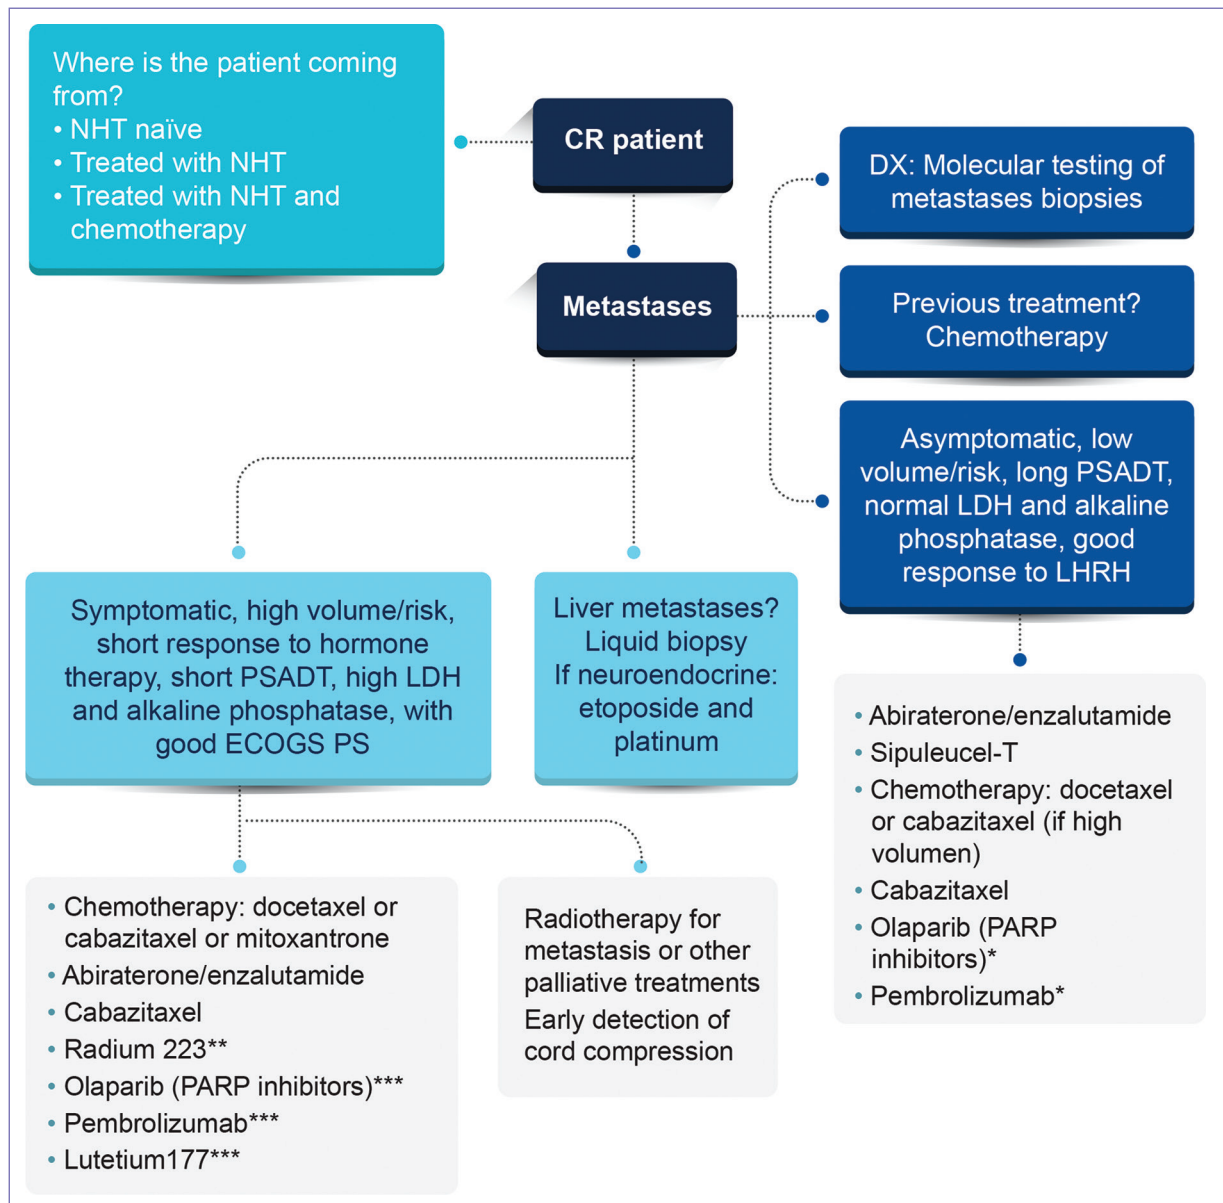 Where is the patient coming
from?
• NHT naïve
• Treated with NHT
• Treated with NHT and
chemotherapy
CR patient
Metastases
DX: Molecular testing of
metastases biopsies
Previous treatment?
Chemotherapy
Asymptomatic, low
volume/risk, long PSADT,
normal LDH and alkaline
phosphatase, good
response to LHRH
Symptomatic, high volume/risk,
short response to hormone
therapy, short PSADT, high LDH
and alkaline phosphatase, with
good ECOGS PS
Liver metastases?
Liquid biopsy
If neuroendocrine:
etoposide and
platinum
• Abiraterone/enzalutamide
• Sipuleucel-T
• Chemotherapy: docetaxel
or cabazitaxel (if high
volumen)
• Cabazitaxel
• Olaparib (PARP
inhibitors)*
• Pembrolizumab*
• Chemotherapy: docetaxel or
cabazitaxel or mitoxantrone
• Abiraterone/enzalutamide
• Cabazitaxel
• Radium 223**
• Olaparib (PARP inhibitors)***
• Pembrolizumab***
• Lutetium177***
Radiotherapy for
metastasis or other
palliative treatments
Early detection of
cord compression